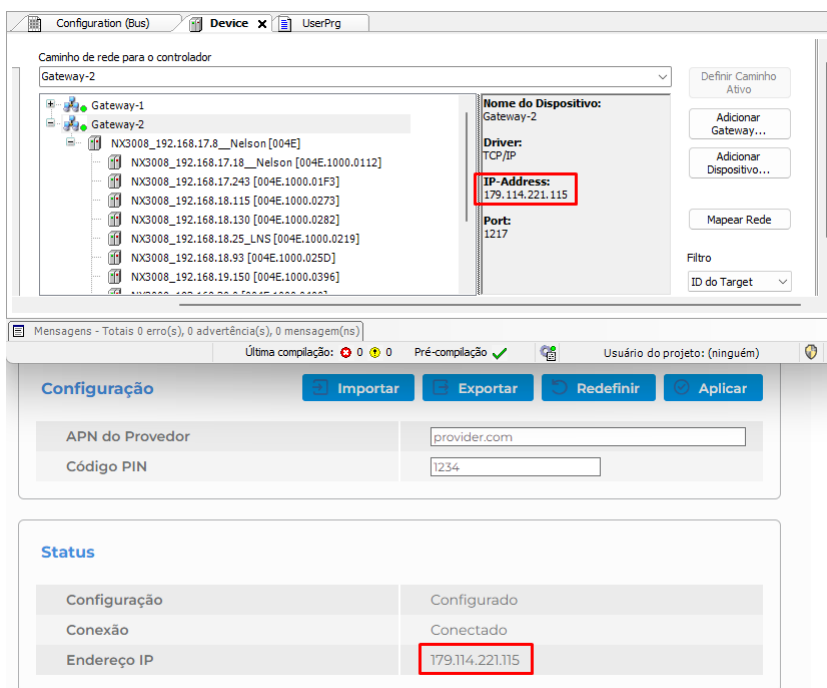 Configuration (Bus)
Device
UserPrg
Caminho de rede para o controlador
Gateway-2
Gateway-1
Gateway-2
NX3008_192.168.17.8__Nelson [004E]
NX3008_192.168.17.18__Nelson [004E.1000.0112]
NX3008_192.168.17.243 [004E.1000.01F3]
NX3008_192.168.18.115 [004E.1000.0273]
NX3008_192.168.18.130 [004E.1000.0282]
NX3008_192.168.18.25_LNS [004E.1000.0219]
NX3008_192.168.18.93 [004E.1000.025D]
NX3008_192.168.19.150 [004E.1000.0396]
Nome do Dispositivo:
Gateway-2
Driver:
TCP/IP
IP-Address:
179.114.221.115
Port:
1217
Definir Caminho
Ativo
Adicionar
Gateway...
Adicionar
Dispositivo...
Mapear Rede
Filtro
ID do Target
Mensagens - Totais 0 erro(s), 0 advertência(s), 0 mensagem(ns)
Última compilação: 0 0 Pré-compilação Usuário do projeto: (ninguém)
Configuração
Importar
Exportar
Redefinir
Aplicar
APN do Provedor provider.com
Código PIN 1234
Status
Configuração Configurado
Conexão Conectado
Endereço IP 179.114.221.115